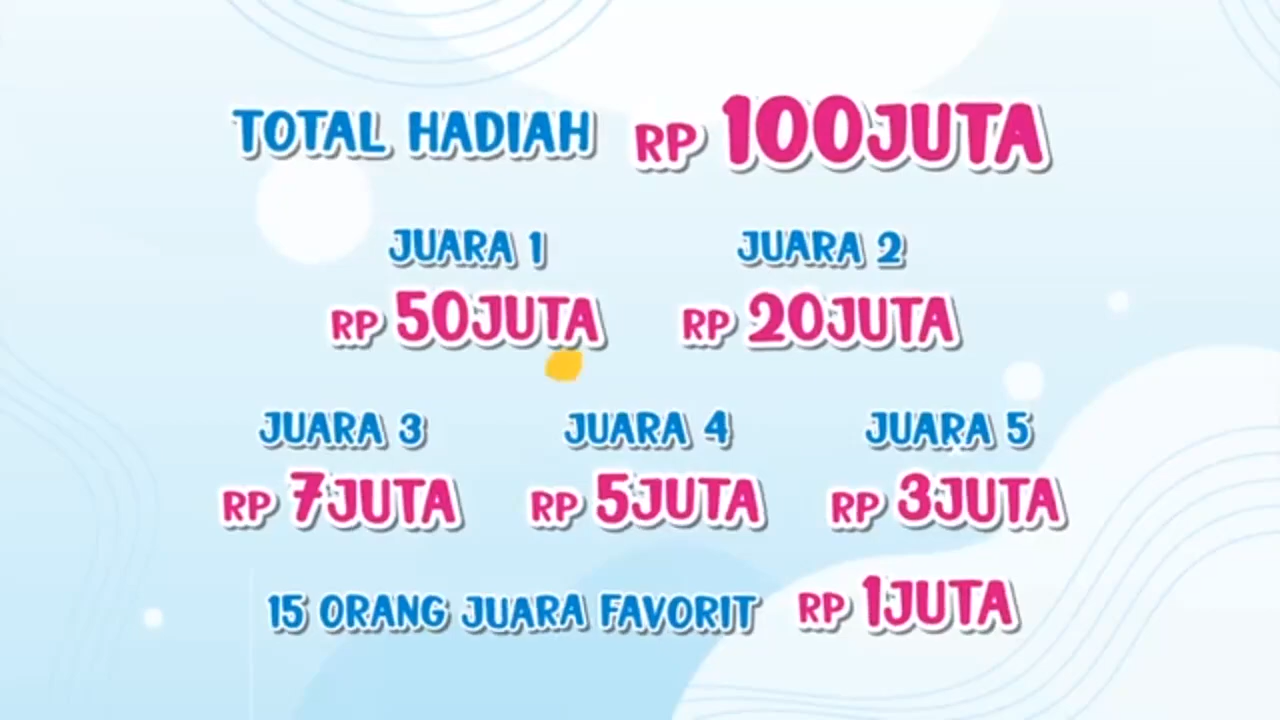 TOTAL HADIAH RP 100JUTA
JUARA 1 JUARA 2
RP 50JUTA RP 20JUTA
JUARA 3 JUARA 4 JUARA 5
RP 7JUTA RP 5JUTA RP 3JUTA
15 ORANG JUARA FAVORIT RP 1JUTA